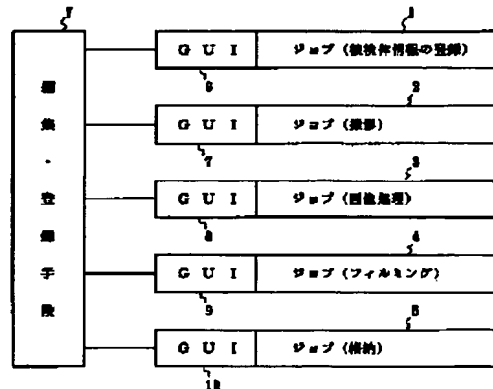 F 1
GUI ジョブ(被検体情報の登録)
6 2
GUI ジョブ(撮影)
7 3
GUI ジョブ(画像処理)
8 4
GUI ジョブ(フィルミング)
9 5
GUI ジョブ(格納)
10
編集・登録手段